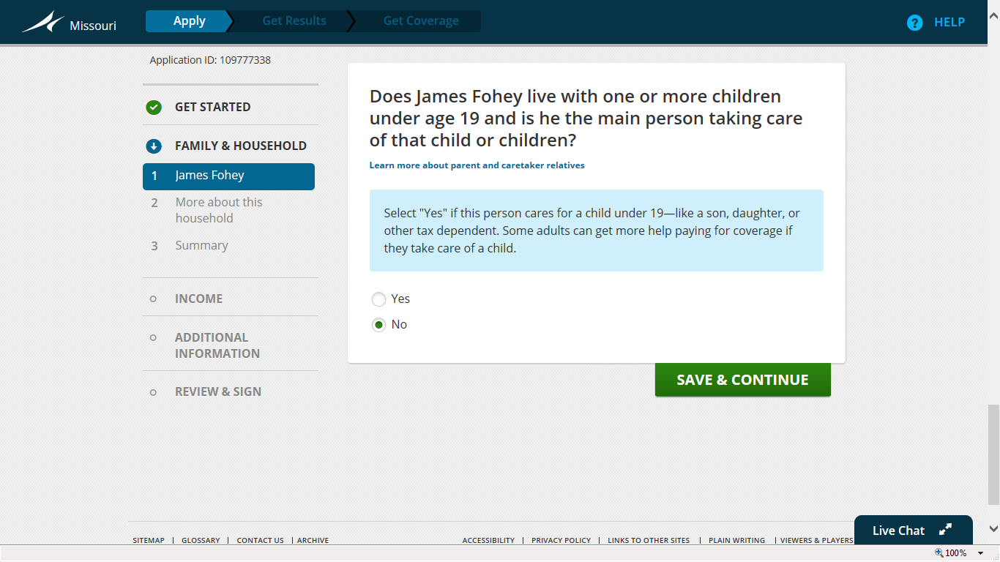 Missouri
Apply
Get Results
Get Coverage
? HELP
Application ID: 109777338
GET STARTED
FAMILY & HOUSEHOLD
1 James Fohey
2 More about this
household
3 Summary
INCOME
ADDITIONAL
INFORMATION
REVIEW & SIGN
Does James Fohey live with one or more children
under age 19 and is he the main person taking care
of that child or children?
Learn more about parent and caretaker relatives
Select "Yes" if this person cares for a child under 19—like a son, daughter, or
other tax dependent. Some adults can get more help paying for coverage if
they take care of a child.
Yes
No
SAVE & CONTINUE
Live Chat
SITEMAP | GLOSSARY | CONTACT US | ARCHIVE
ACCESSIBILITY | PRIVACY POLICY | LINKS TO OTHER SITES | PLAIN WRITING | VIEWERS & PLAYERS
100%